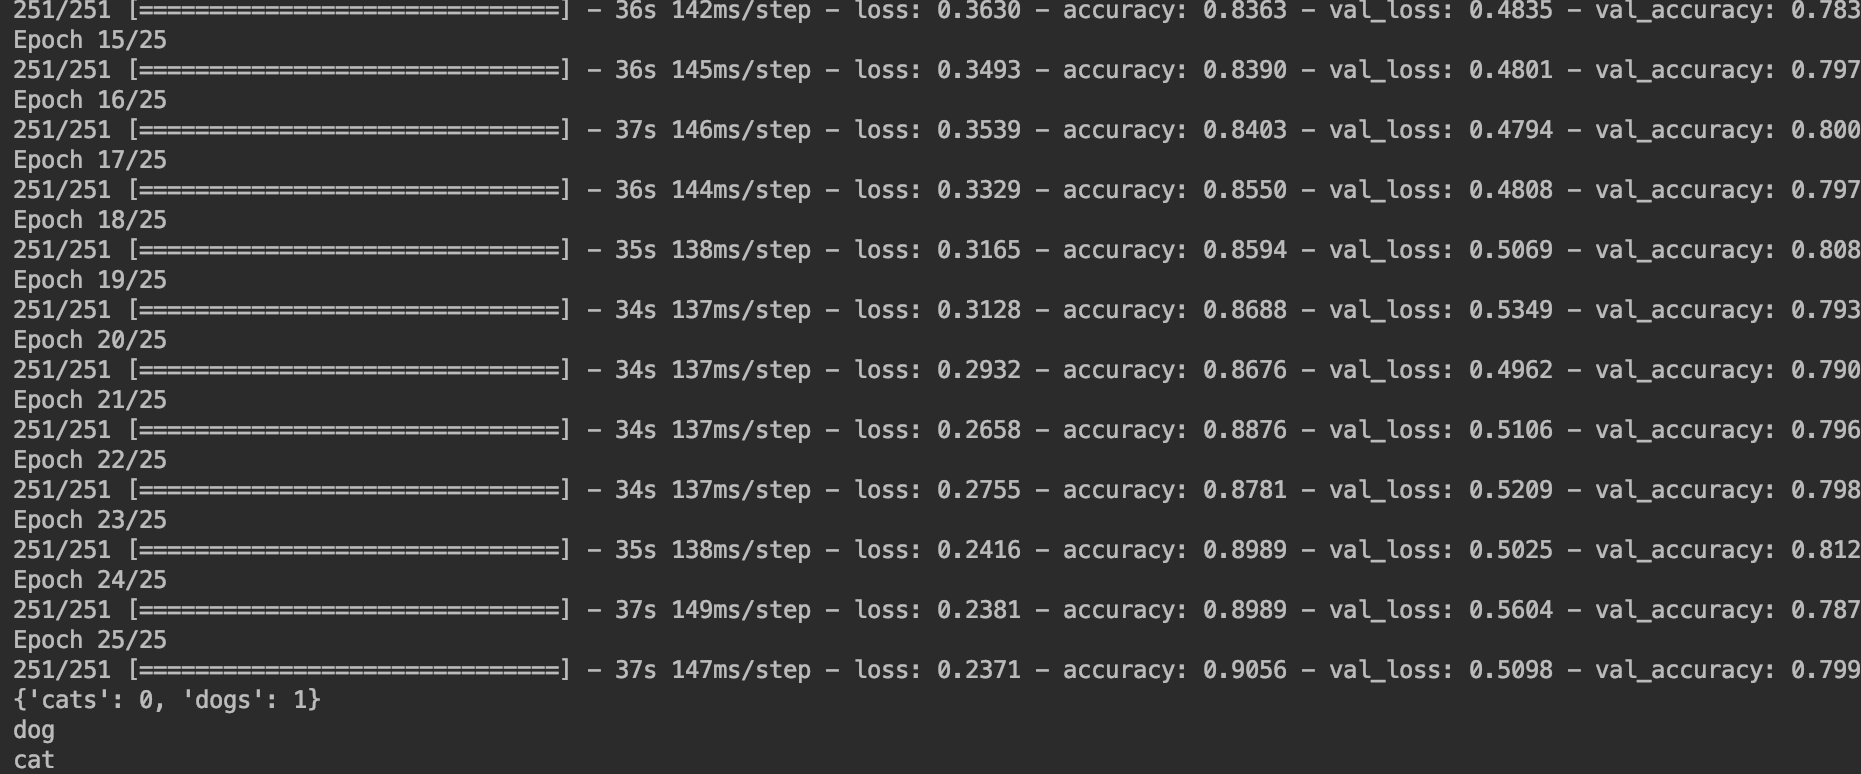 251/251 [==============================] - 36s 142ms/step - loss: 0.3630 - accuracy: 0.8363 - val_loss: 0.4835 - val_accuracy: 0.783
Epoch 15/25
251/251 [==============================] - 36s 145ms/step - loss: 0.3493 - accuracy: 0.8390 - val_loss: 0.4801 - val_accuracy: 0.797
Epoch 16/25
251/251 [==============================] - 37s 146ms/step - loss: 0.3539 - accuracy: 0.8403 - val_loss: 0.4794 - val_accuracy: 0.800
Epoch 17/25
251/251 [==============================] - 36s 144ms/step - loss: 0.3329 - accuracy: 0.8550 - val_loss: 0.4808 - val_accuracy: 0.797
Epoch 18/25
251/251 [==============================] - 35s 138ms/step - loss: 0.3165 - accuracy: 0.8594 - val_loss: 0.5069 - val_accuracy: 0.808
Epoch 19/25
251/251 [==============================] - 34s 137ms/step - loss: 0.3128 - accuracy: 0.8688 - val_loss: 0.5349 - val_accuracy: 0.793
Epoch 20/25
251/251 [==============================] - 34s 137ms/step - loss: 0.2932 - accuracy: 0.8676 - val_loss: 0.4962 - val_accuracy: 0.790
Epoch 21/25
251/251 [==============================] - 34s 137ms/step - loss: 0.2658 - accuracy: 0.8876 - val_loss: 0.5106 - val_accuracy: 0.796
Epoch 22/25
251/251 [==============================] - 34s 137ms/step - loss: 0.2755 - accuracy: 0.8781 - val_loss: 0.5209 - val_accuracy: 0.798
Epoch 23/25
251/251 [==============================] - 35s 138ms/step - loss: 0.2416 - accuracy: 0.8989 - val_loss: 0.5025 - val_accuracy: 0.812
Epoch 24/25
251/251 [==============================] - 37s 149ms/step - loss: 0.2381 - accuracy: 0.8989 - val_loss: 0.5604 - val_accuracy: 0.787
Epoch 25/25
251/251 [==============================] - 37s 147ms/step - loss: 0.2371 - accuracy: 0.9056 - val_loss: 0.5098 - val_accuracy: 0.799
{'cats': 0, 'dogs': 1}
dog
cat